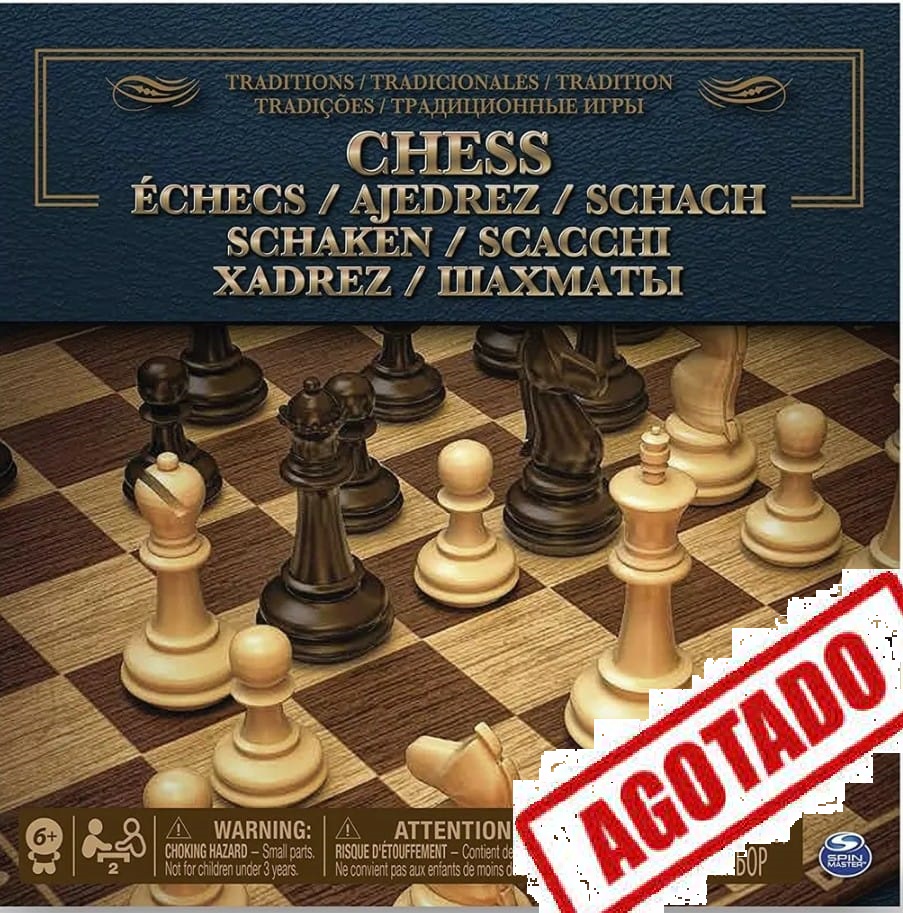 TRADITIONS / TRADICIONALES / TRADITION
TRADIÇÕES / ТРАДИЦИОННЫЕ ИГРЫ
CHESS
ÉCHECS / AJEDREZ / SCHACH
SCHAKEN / SCACCHI
XADREZ / ШАХМАТЫ
6+
2
WARNING:
CHOKING HAZARD – Small parts.
Not for children under 3 years.
ATTENTION
RISQUE D'ÉTOUFFEMENT – Contient de
Ne convient pas aux enfants de moins d
AGOTADO
SPIN
MASTER